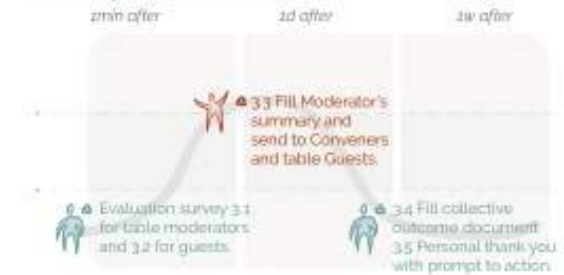 2min after
1d after
1w after
3.3 Fill Moderator's
summary and
send to Conveners
and table Guests.
Evaluation survey 3.1
for table moderators
and 3.2 for guests.
3.4 Fill collective
outcome document
3.5 Personal thank you
with prompt to action.